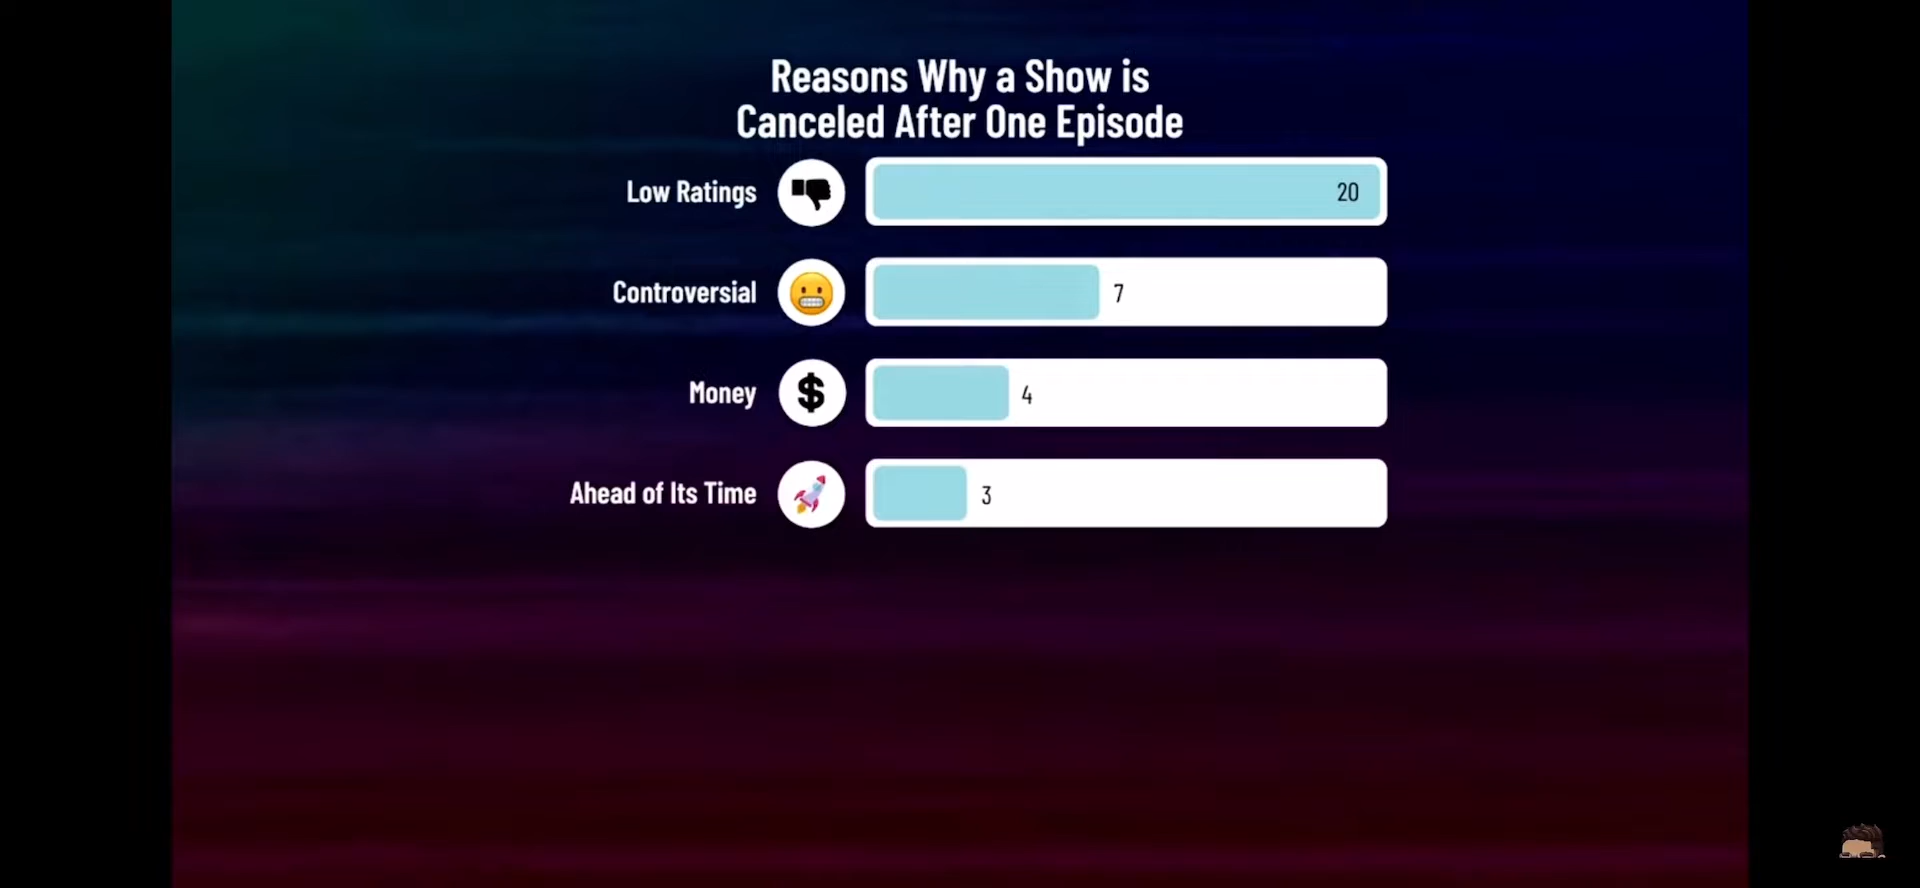 Reasons Why a Show is
Canceled After One Episode
Low Ratings 20
Controversial 7
Money $ 4
Ahead of Its Time 3